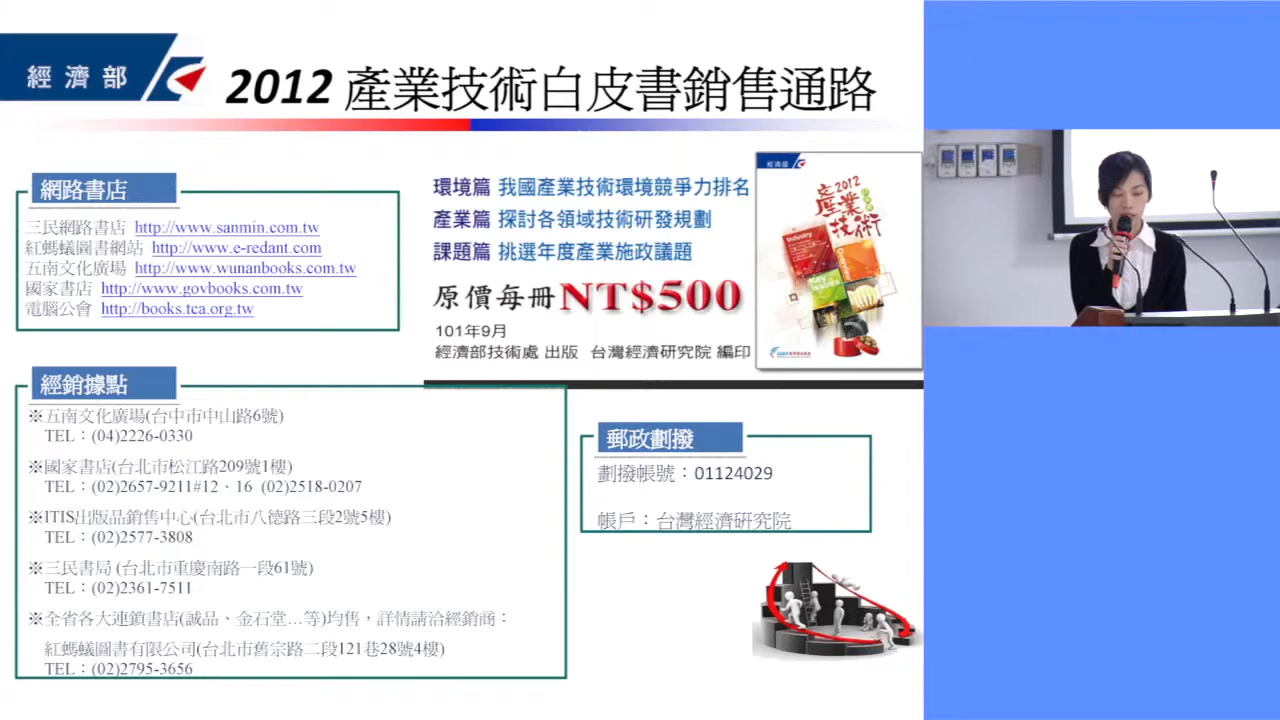 經濟部
2012 產業技術白皮書銷售通路
網路書店
三民網路書店 http://www.sanmin.com.tw
紅螞蟻圖書網站 http://www.e-redant.com
五南文化廣場 http://www.wunanbooks.com.tw
國家書店 http://www.govbooks.com.tw
電腦公會 http://books.tca.org.tw
環境篇 我國產業技術環境競爭力排名
產業篇 探討各領域技術研發規劃
課題篇 挑選年度產業施政議題
原價每冊NT$500
101年9月
經濟部技術處 出版 台灣經濟研究院 編印
經濟部
2012
產業
技術
Industry
Overview
Key
Issues
經銷據點
※五南文化廣場(台中市中山路6號)
TEL：(04)2226-0330
※國家書店(台北市松江路209號1樓)
TEL：(02)2657-9211#12、16 (02)2518-0207
※ITIS出版品銷售中心(台北市八德路三段2號5樓)
TEL：(02)2577-3808
※三民書局 (台北市重慶南路一段61號)
TEL：(02)2361-7511
※全省各大連鎖書店(誠品、金石堂…等)均售，詳情請洽經銷商：
紅螞蟻圖書有限公司(台北市舊宗路二段121巷28號4樓)
TEL：(02)2795-3656
郵政劃撥
劃撥帳號：01124029
帳戶：台灣經濟研究院